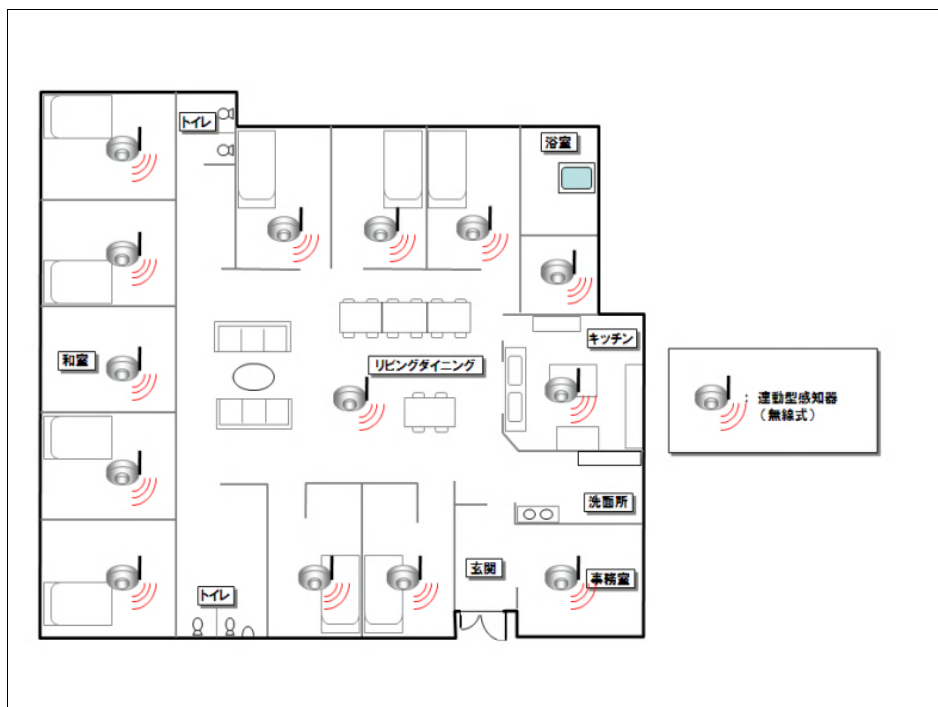 トイレ
浴室
キッチン
和室
リビングダイニング
：連動型感知器
（無線式）
洗面所
玄関
事務室
トイレ